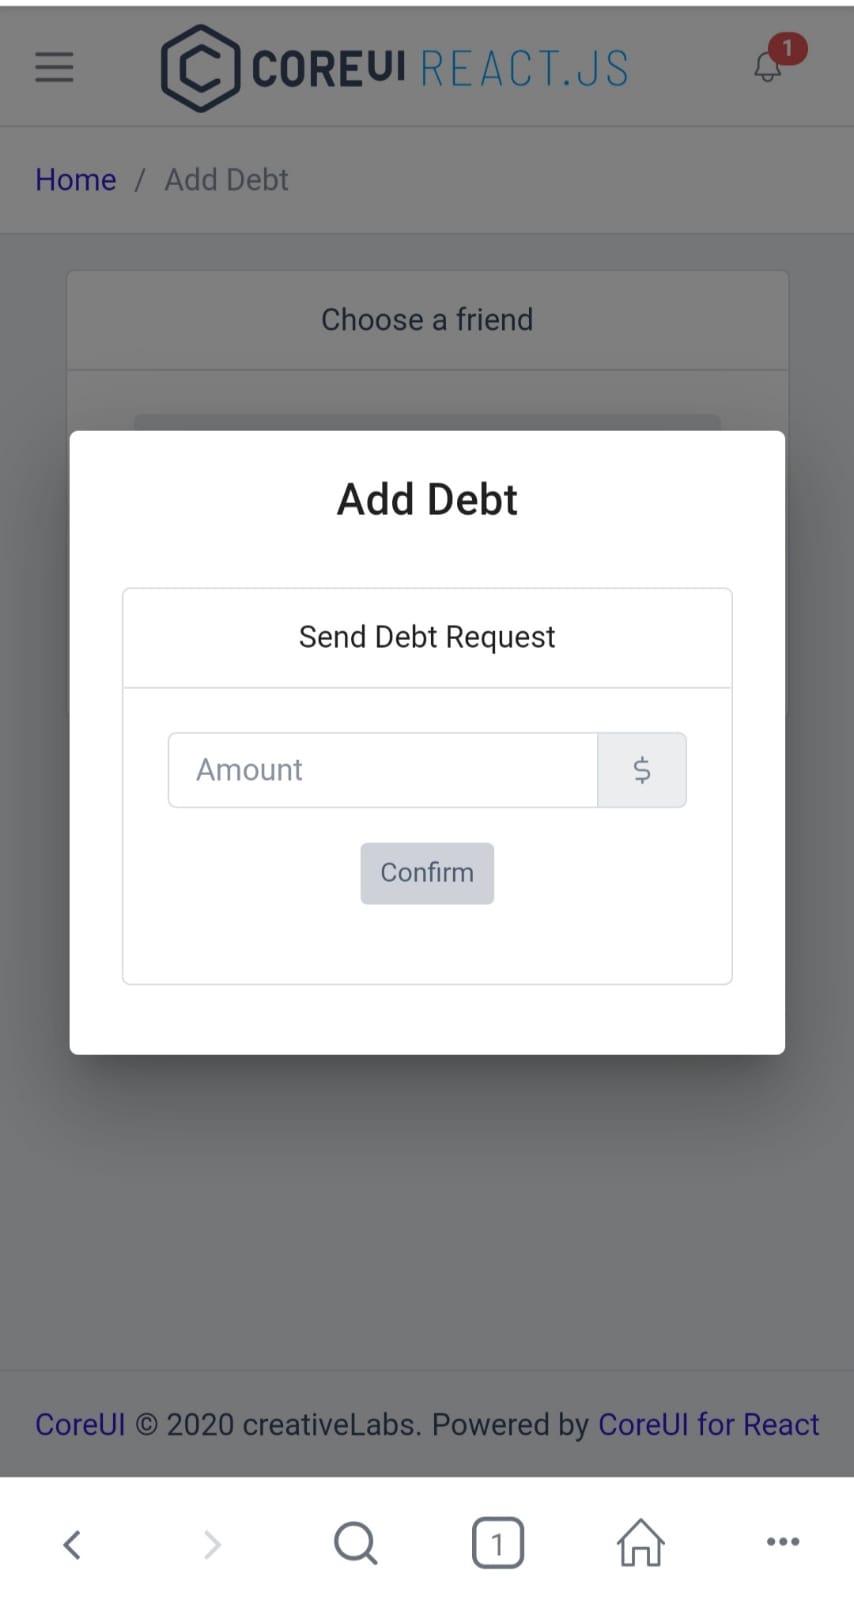 COREUI REACT.JS
1
Home / Add Debt
Choose a friend
Add Debt
Send Debt Request
Amount $
Confirm
CoreUI © 2020 creativeLabs. Powered by CoreUI for React
1